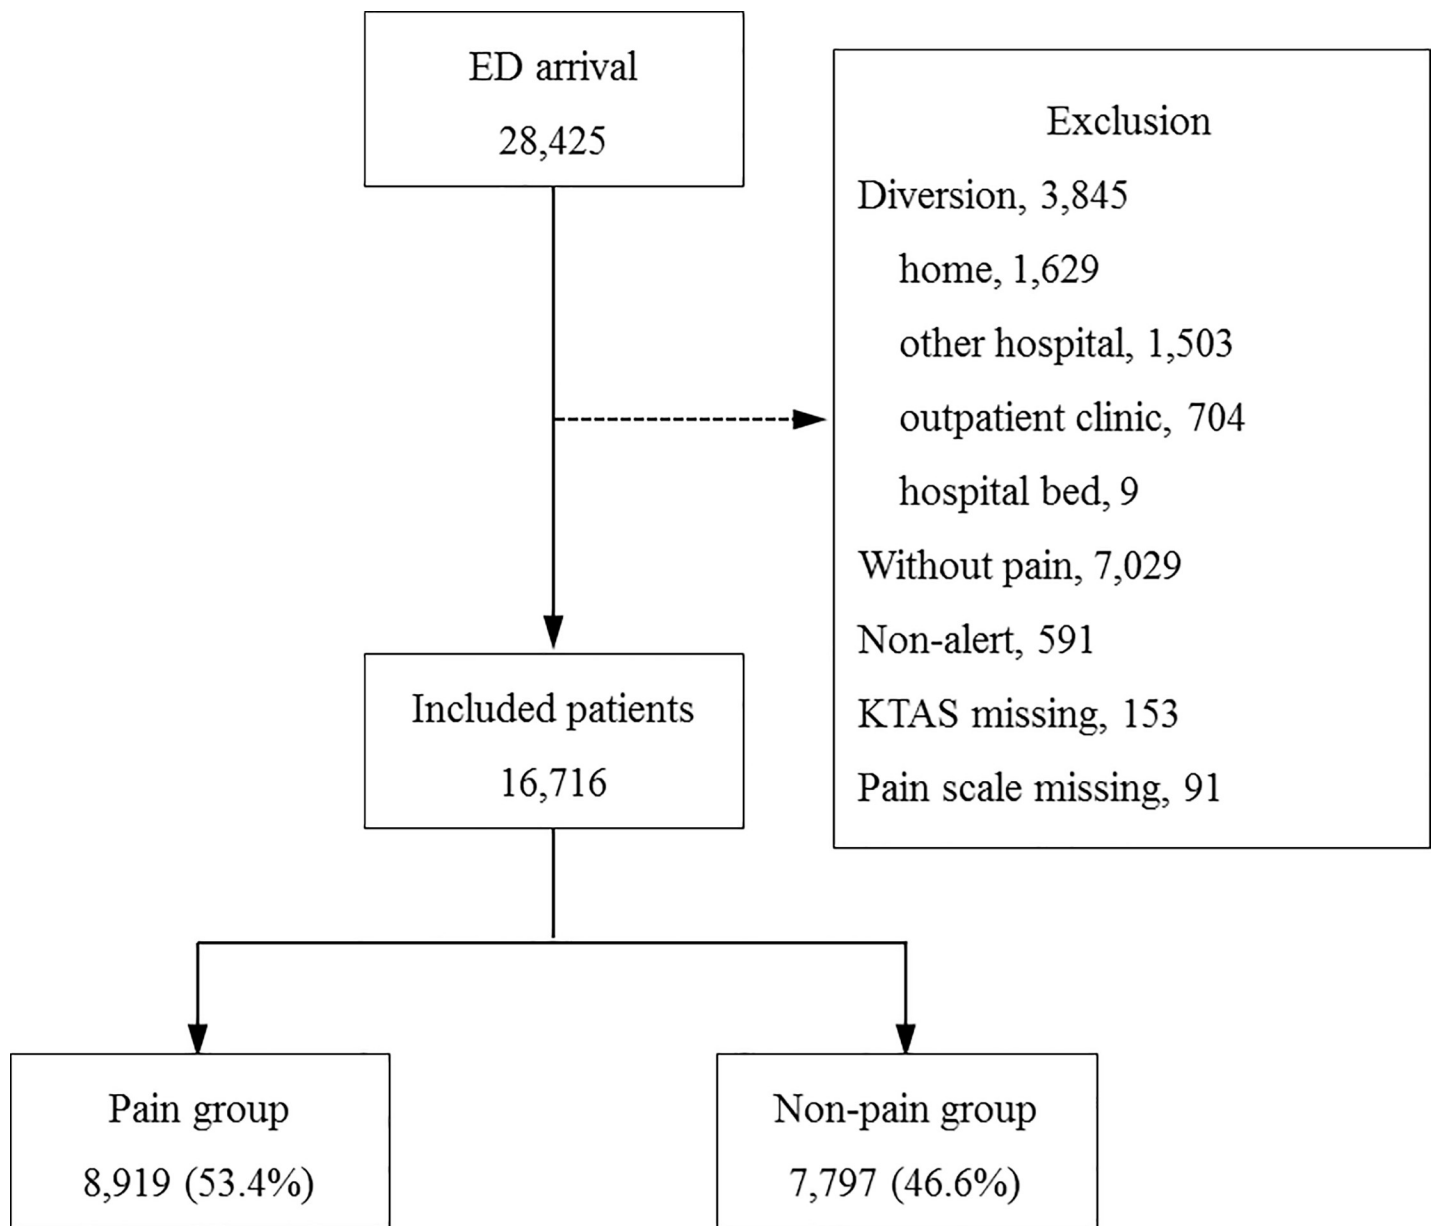 ED arrival
28,425
Exclusion
Diversion, 3,845
home, 1,629
other hospital, 1,503
outpatient clinic, 704
hospital bed, 9
Without pain, 7,029
Non-alert, 591
KTAS missing, 153
Pain scale missing, 91
Included patients
16,716
Pain group
8,919 (53.4%)
Non-pain group
7,797 (46.6%)